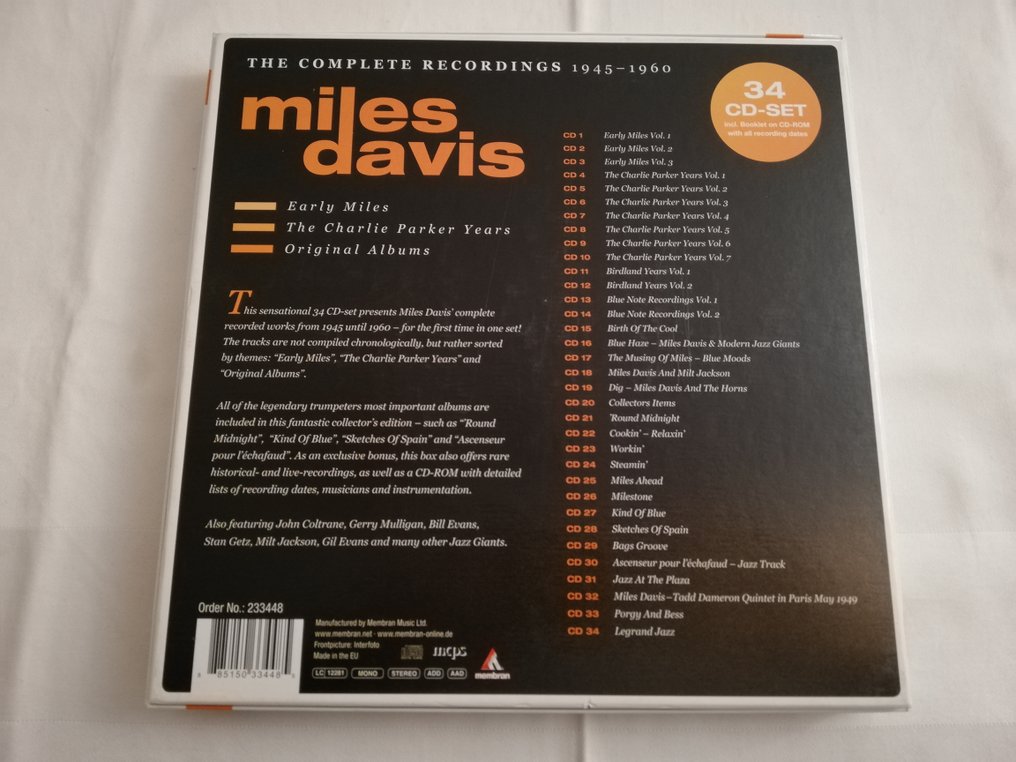 THE COMPLETE RECORDINGS 1945–1960
miles
davis
34
CD-SET
incl. Booklet on CD-ROM
with all recording dates
Early Miles
The Charlie Parker Years
Original Albums
This sensational 34 CD-set presents Miles Davis' complete
recorded works from 1945 until 1960 – for the first time in one set!
The tracks are not compiled chronologically, but rather sorted
by themes: "Early Miles", "The Charlie Parker Years" and
"Original Albums".
All of the legendary trumpeters most important albums are
included in this fantastic collector's edition – such as "'Round
Midnight", "Kind Of Blue", "Sketches Of Spain" and "Ascenseur
pour l'échafaud". As an exclusive bonus, this box also offers rare
historical- and live-recordings, as well as a CD-ROM with detailed
lists of recording dates, musicians and instrumentation.
Also featuring John Coltrane, Gerry Mulligan, Bill Evans,
Stan Getz, Milt Jackson, Gil Evans and many other Jazz Giants.
CD 1 Early Miles Vol. 1
CD 2 Early Miles Vol. 2
CD 3 Early Miles Vol. 3
CD 4 The Charlie Parker Years Vol. 1
CD 5 The Charlie Parker Years Vol. 2
CD 6 The Charlie Parker Years Vol. 3
CD 7 The Charlie Parker Years Vol. 4
CD 8 The Charlie Parker Years Vol. 5
CD 9 The Charlie Parker Years Vol. 6
CD 10 The Charlie Parker Years Vol. 7
CD 11 Birdland Years Vol. 1
CD 12 Birdland Years Vol. 2
CD 13 Blue Note Recordings Vol. 1
CD 14 Blue Note Recordings Vol. 2
CD 15 Birth Of The Cool
CD 16 Blue Haze – Miles Davis & Modern Jazz Giants
CD 17 The Musing Of Miles – Blue Moods
CD 18 Miles Davis And Milt Jackson
CD 19 Dig – Miles Davis And The Horns
CD 20 Collectors Items
CD 21 'Round Midnight
CD 22 Cookin' – Relaxin'
CD 23 Workin'
CD 24 Steamin'
CD 25 Miles Ahead
CD 26 Milestone
CD 27 Kind Of Blue
CD 28 Sketches Of Spain
CD 29 Bags Groove
CD 30 Ascenseur pour l'échafaud – Jazz Track
CD 31 Jazz At The Plaza
CD 32 Miles Davis–Tadd Dameron Quintet in Paris May 1949
CD 33 Porgy And Bess
CD 34 Legrand Jazz
Order No.: 233448
85150 33448
Manufactured by Membran Music Ltd.
www.membran.net · www.membran-online.de
Frontpicture: Interfoto
Made in the EU
mcps
LC 12281 MONO STEREO ADD AAD
membran